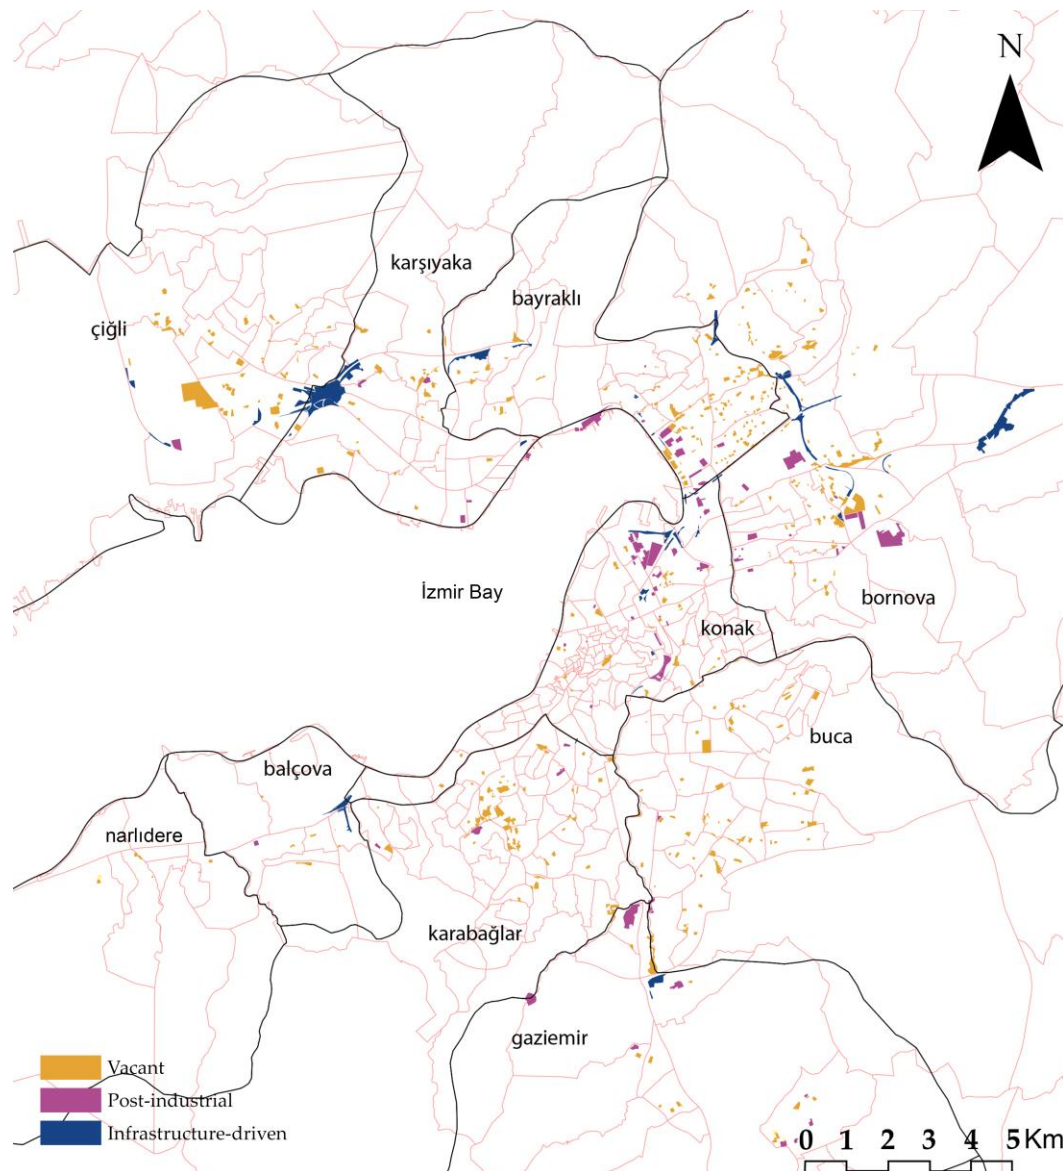 N
karşıyaka
bayraklı
çiğli
İzmir Bay
bornova
konak
buca
balçova
narlıdere
karabağlar
gaziemir
Vacant
Post-industrial
Infrastructure-driven
0 1 2 3 4 5 Km